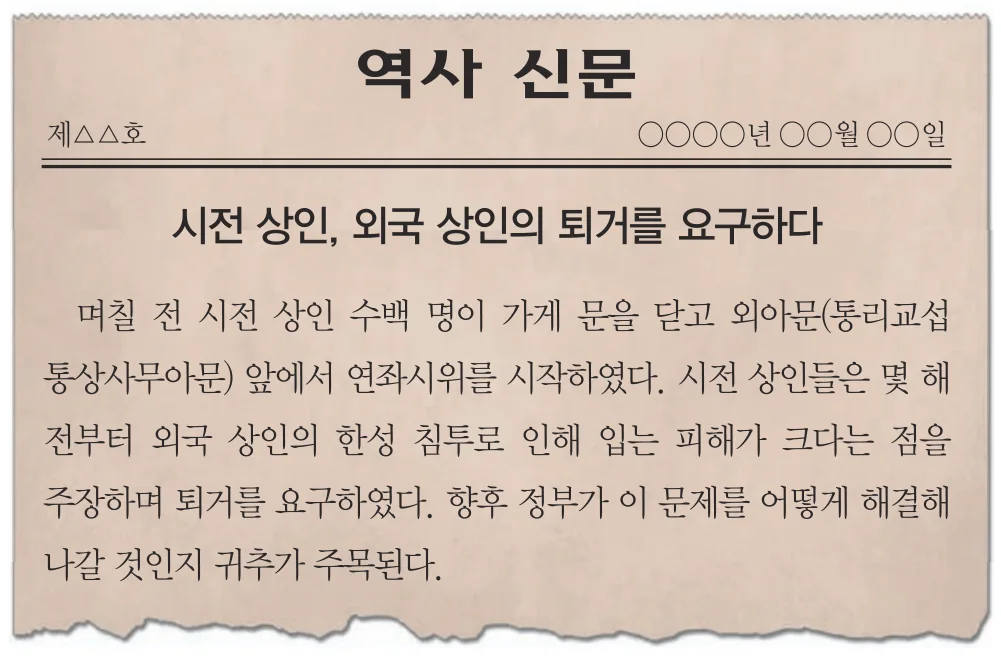 역사 신문
제△△호 ○○○○년 ○○월 ○○일
시전 상인, 외국 상인의 퇴거를 요구하다
며칠 전 시전 상인 수백 명이 가게 문을 닫고 외아문(통리교섭
통상사무아문) 앞에서 연좌시위를 시작하였다. 시전 상인들은 몇 해
전부터 외국 상인의 한성 침투로 인해 입는 피해가 크다는 점을
주장하며 퇴거를 요구하였다. 향후 정부가 이 문제를 어떻게 해결해
나갈 것인지 귀추가 주목된다.